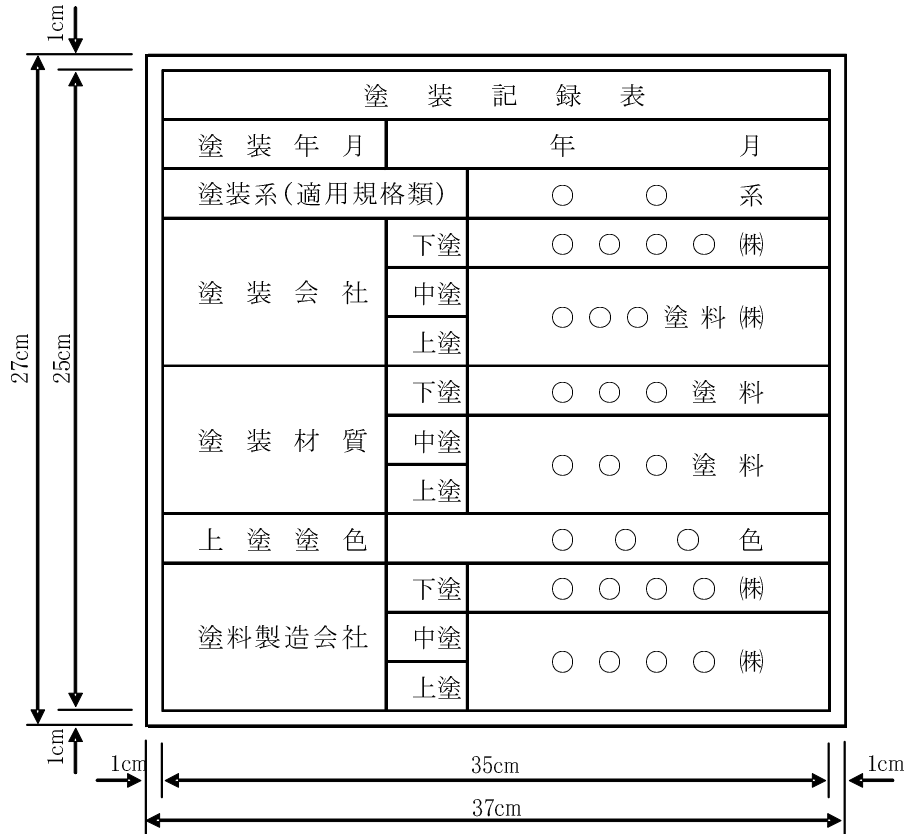 1cm
塗装記録表
塗装年月 年 月
塗装系(適用規格類) ○ ○ 系
下塗 ○○○○㈱
塗装会社 中塗 ○○○塗料㈱
上塗
下塗 ○○○塗料
塗装材質 中塗 ○○○塗料
上塗
上塗塗色 ○○○色
下塗 ○○○○㈱
塗料製造会社 中塗 ○○○○㈱
上塗
27cm
25cm
1cm
1cm
35cm
1cm
37cm